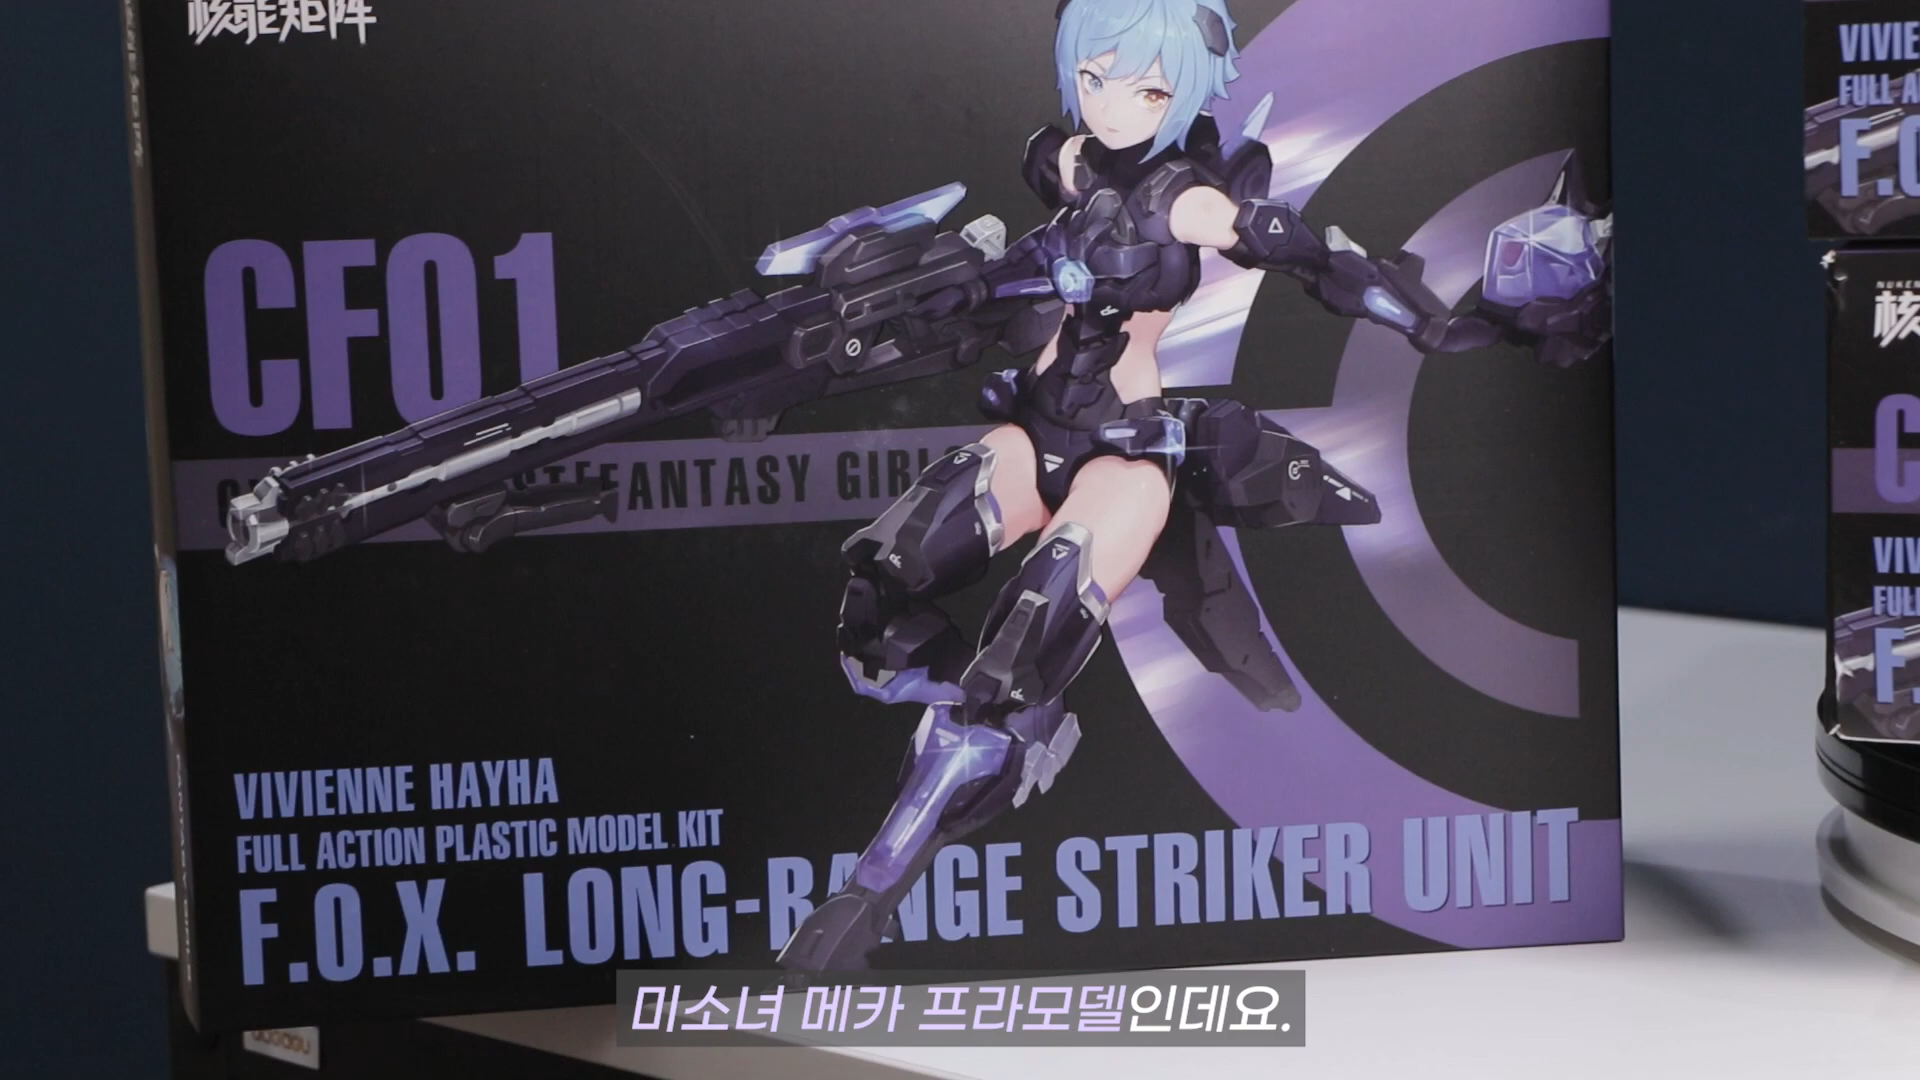 核能矩阵
CF01
FANTASY GIRL
VIVIENNE HAYHA
FULL ACTION PLASTIC MODEL KIT
F.O.X. LONG-RANGE STRIKER UNIT
VIVIE
FULL A
F.O
核
C
VIV
FUL
F.
미소녀 메카 프라모델인데요.